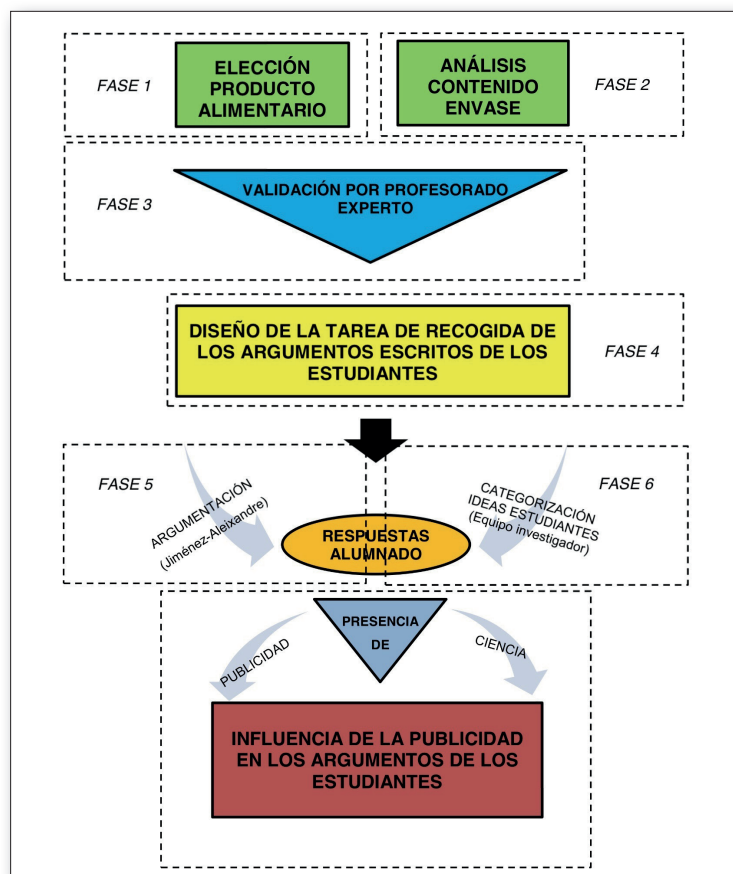 FASE 1
ELECCIÓN
PRODUCTO
ALIMENTARIO
ANÁLISIS
CONTENIDO
ENVASE
FASE 2
FASE 3
VALIDACIÓN POR PROFESORADO
EXPERTO
DISEÑO DE LA TAREA DE RECOGIDA DE
LOS ARGUMENTOS ESCRITOS DE LOS
ESTUDIANTES
FASE 4
FASE 5
ARGUMENTACIÓN
(Jiménez-Aleixandre)
RESPUESTAS
ALUMNADO
CATEGORIZACIÓN
IDEAS ESTUDIANTES
(Equipo investigador)
FASE 6
PRESENCIA
DE
PUBLICIDAD
CIENCIA
INFLUENCIA DE LA PUBLICIDAD
EN LOS ARGUMENTOS DE LOS
ESTUDIANTES